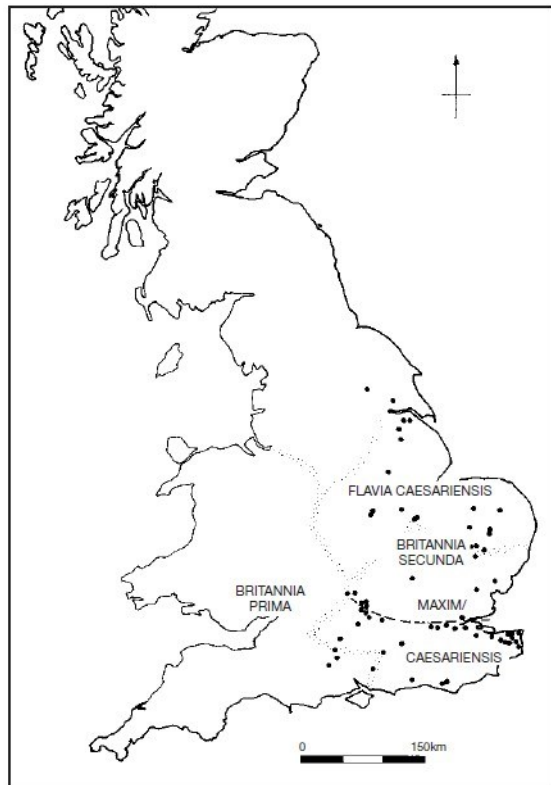 FLAVIA CAESARIENSIS
BRITANNIA
SECUNDA
BRITANNIA
PRIMA
MAXIM/
CAESARIENSIS
0 150km